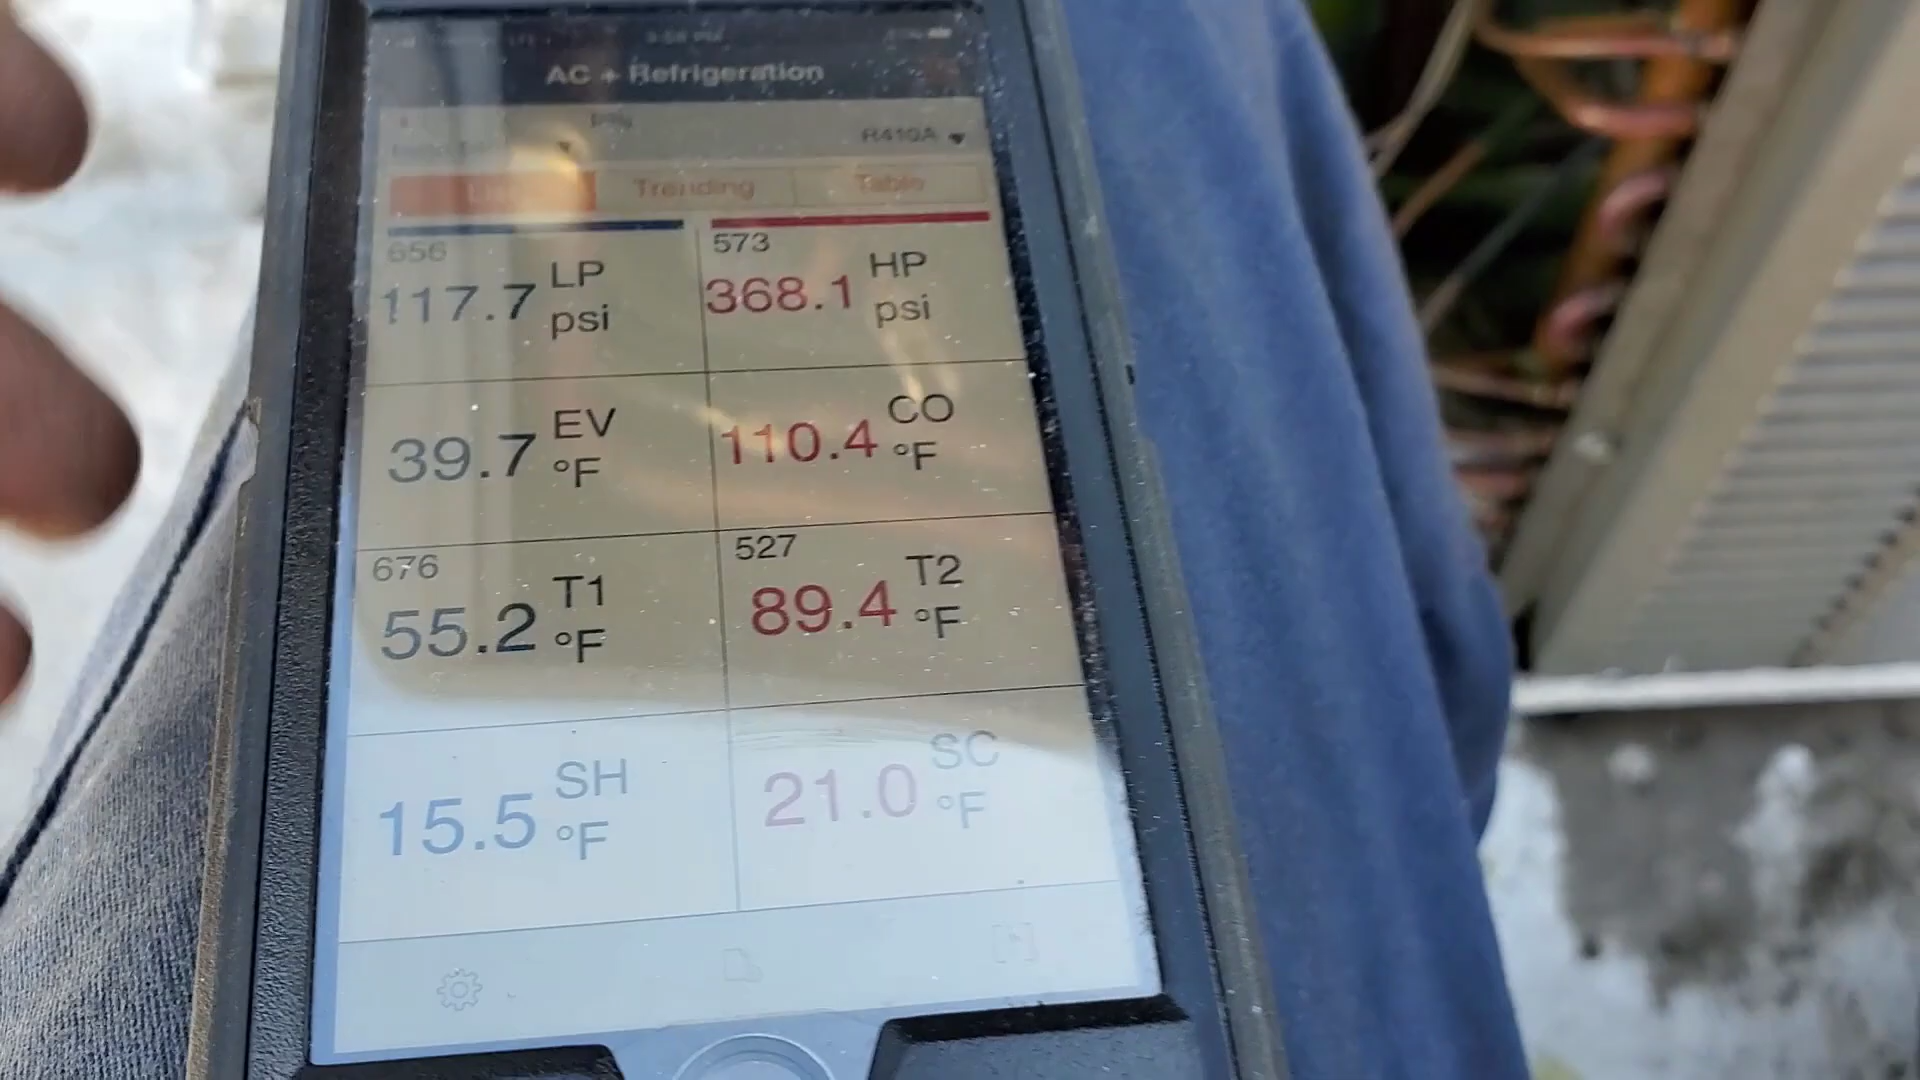 AC + Refrigeration
R410A
Trending Table
656 573
117.7 LP psi 368.1 HP psi
39.7 EV °F 110.4 CO °F
676 527
55.2 T1 °F 89.4 T2 °F
15.5 SH °F 21.0 SC °F